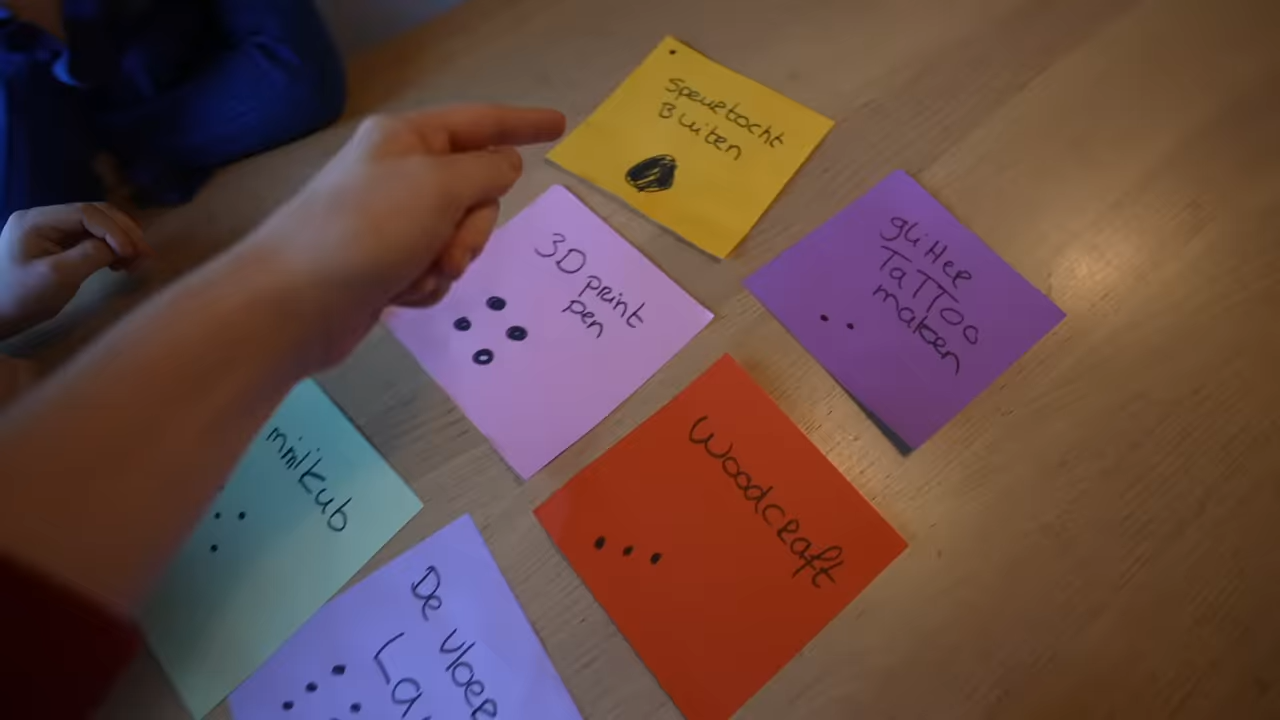 Speurtocht
Buiten
3D print
pen
glitter
TaTToo
maken
Woodcraft
minikub
De vloer